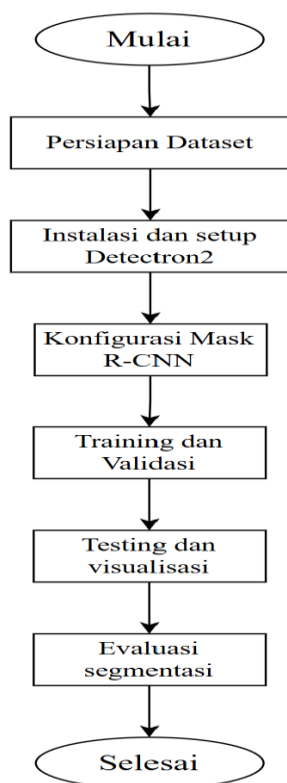 Mulai
Persiapan Dataset
Instalasi dan setup
Detectron2
Konfigurasi Mask
R-CNN
Training dan
Validasi
Testing dan
visualisasi
Evaluasi
segmentasi
Selesai